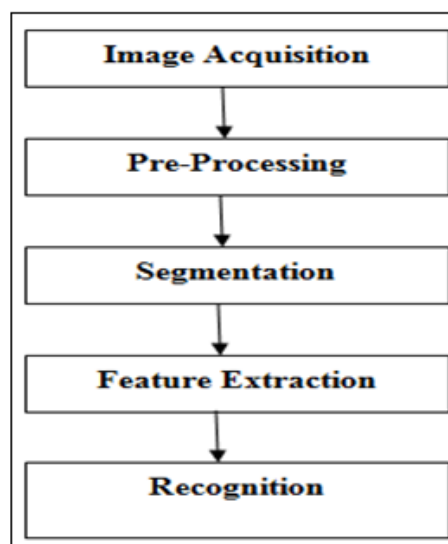 Image Acquisition
Pre-Processing
Segmentation
Feature Extraction
Recognition